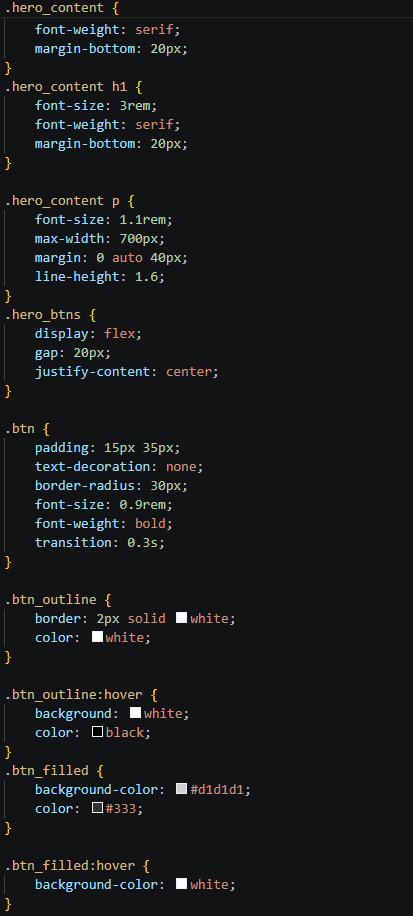 .hero_content {
    font-weight: serif;
    margin-bottom: 20px;
}
.hero_content h1 {
    font-size: 3rem;
    font-weight: serif;
    margin-bottom: 20px;
}

.hero_content p {
    font-size: 1.1rem;
    max-width: 700px;
    margin: 0 auto 40px;
    line-height: 1.6;
}
.hero_btns {
    display: flex;
    gap: 20px;
    justify-content: center;
}

.btn {
    padding: 15px 35px;
    text-decoration: none;
    border-radius: 30px;
    font-size: 0.9rem;
    font-weight: bold;
    transition: 0.3s;
}

.btn_outline {
    border: 2px solid white;
    color: white;
}

.btn_outline:hover {
    background: white;
    color: black;
}
.btn_filled {
    background-color: #d1d1d1;
    color: #333;
}

.btn_filled:hover {
    background-color: white;
}